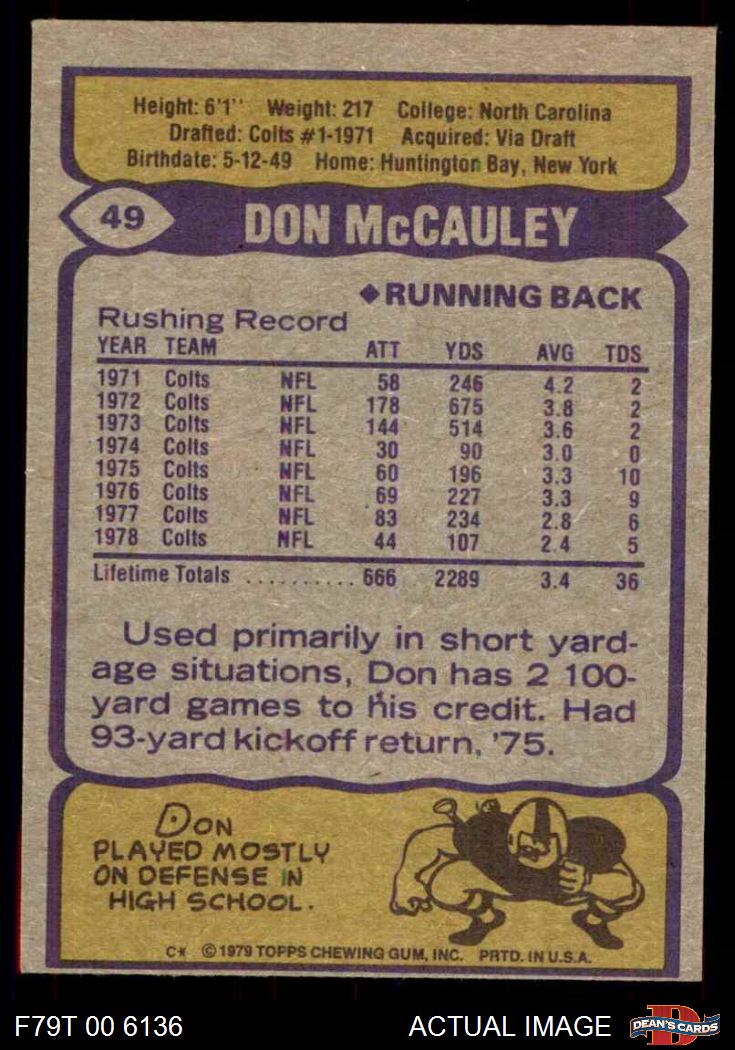 Height: 6'1" Weight: 217 College: North Carolina
Drafted: Colts #1-1971 Acquired: Via Draft
Birthdate: 5-12-49 Home: Huntington Bay, New York
49 DON McCAULEY
◆RUNNING BACK
Rushing Record
YEAR TEAM ATT YDS AVG TDS
1971 Colts NFL 58 246 4.2 2
1972 Colts NFL 178 675 3.8 2
1973 Colts NFL 144 514 3.6 2
1974 Colts NFL 30 90 3.0 0
1975 Colts NFL 60 196 3.3 10
1976 Colts NFL 69 227 3.3 9
1977 Colts NFL 83 234 2.8 6
1978 Colts NFL 44 107 2.4 5
Lifetime Totals .......... 666 2289 3.4 36
Used primarily in short yard-
age situations, Don has 2 100-
yard games to his credit. Had
93-yard kickoff return, '75.
DON
PLAYED MOSTLY
ON DEFENSE IN
HIGH SCHOOL.
C* © 1979 TOPPS CHEWING GUM, INC. PRTD. IN U.S.A.
F79T 00 6136 ACTUAL IMAGE D DEAN'S CARDS